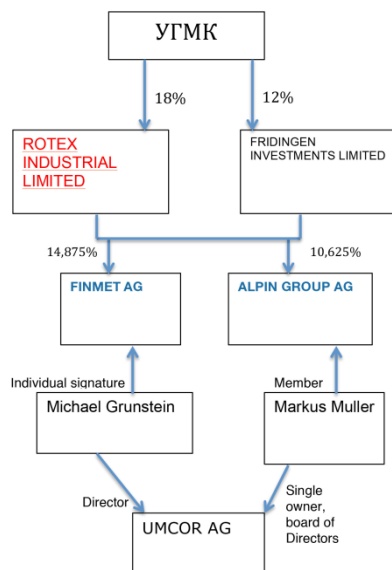 УГМК
18%
12%
ROTEX
INDUSTRIAL
LIMITED
FRIDINGEN
INVESTMENTS LIMITED
14,875%
10,625%
FINMET AG
ALPIN GROUP AG
Individual signature
Member
Michael Grunstein
Markus Muller
Director
Single
owner,
board of
Directors
UMCOR AG